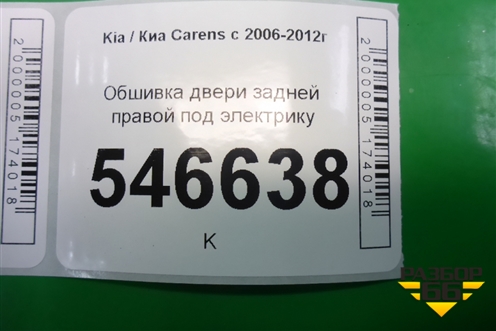 Kia / Киа Carens с 2006-2012г
Обшивка двери задней
правой под электрику
546638
К
2000005174018
2000005174018
РАЗБОР
66